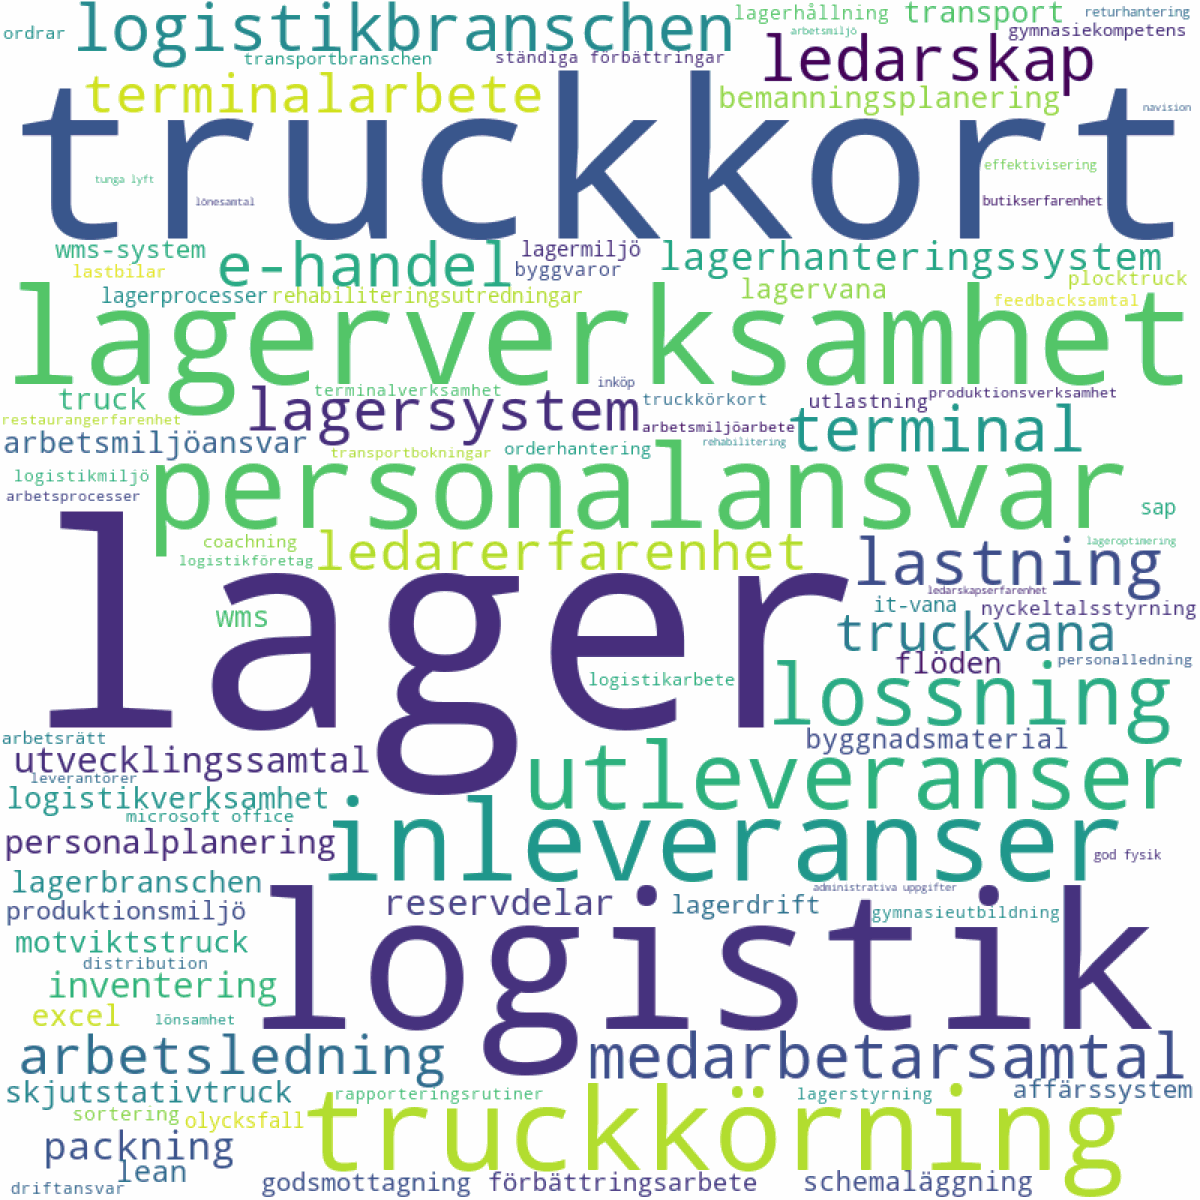 ordrar
logistikbranschen
lagerhållning
transport
returhantering
arbetsmiljö
gymnasiekompetens
transportbranschen
ständiga förbättringar
ledarskap
terminalarbete
bemanningsplanering
navision
truckkort
tunga lyft
effektivisering
lönesamtal
butikserfarenhet
wms-system
e-handel
lagermiljö
lagerhanteringssystem
lastbilar
byggvaror
plocktruck
lagerprocesser
rehabiliteringsutredningar
lagervana
feedbacksamtal
lagerverksamhet
truck
terminalverksamhet
inköp
truckkörkort
utlastning
produktionsverksamhet
restaurangerfarenhet
lagersystem
arbetsmiljöarbete
terminal
arbetsmiljöansvar
transportbokningar
orderhantering
rehabilitering
logistikmiljö
personalansvar
arbetsprocesser
sap
coachning
ledarerfarenhet
lageroptimering
logistikföretag
lastning
lager
ledarskapserfarenhet
wms
it-vana
nyckeltalsstyrning
truckvana
flöden
personalledning
logistikarbete
lossning
arbetsrätt
byggnadsmaterial
utvecklingssamtal
leverantörer
utleveranser
logistikverksamhet
microsoft office
inleveranser
personalplanering
god fysik
lagerbranschen
administrativa uppgifter
produktionsmiljö
reservdelar
lagerdrift
gymnasieutbildning
logistik
motviktstruck
distribution
inventering
excel
lönsamhet
arbetsledning
medarbetarsamtal
skjutstativtruck
rapporteringsrutiner
lagerstyrning
affärssystem
sortering
olycksfall
truckkörning
packning
lean
driftansvar
godsmottagning
förbättringsarbete
schemaläggning